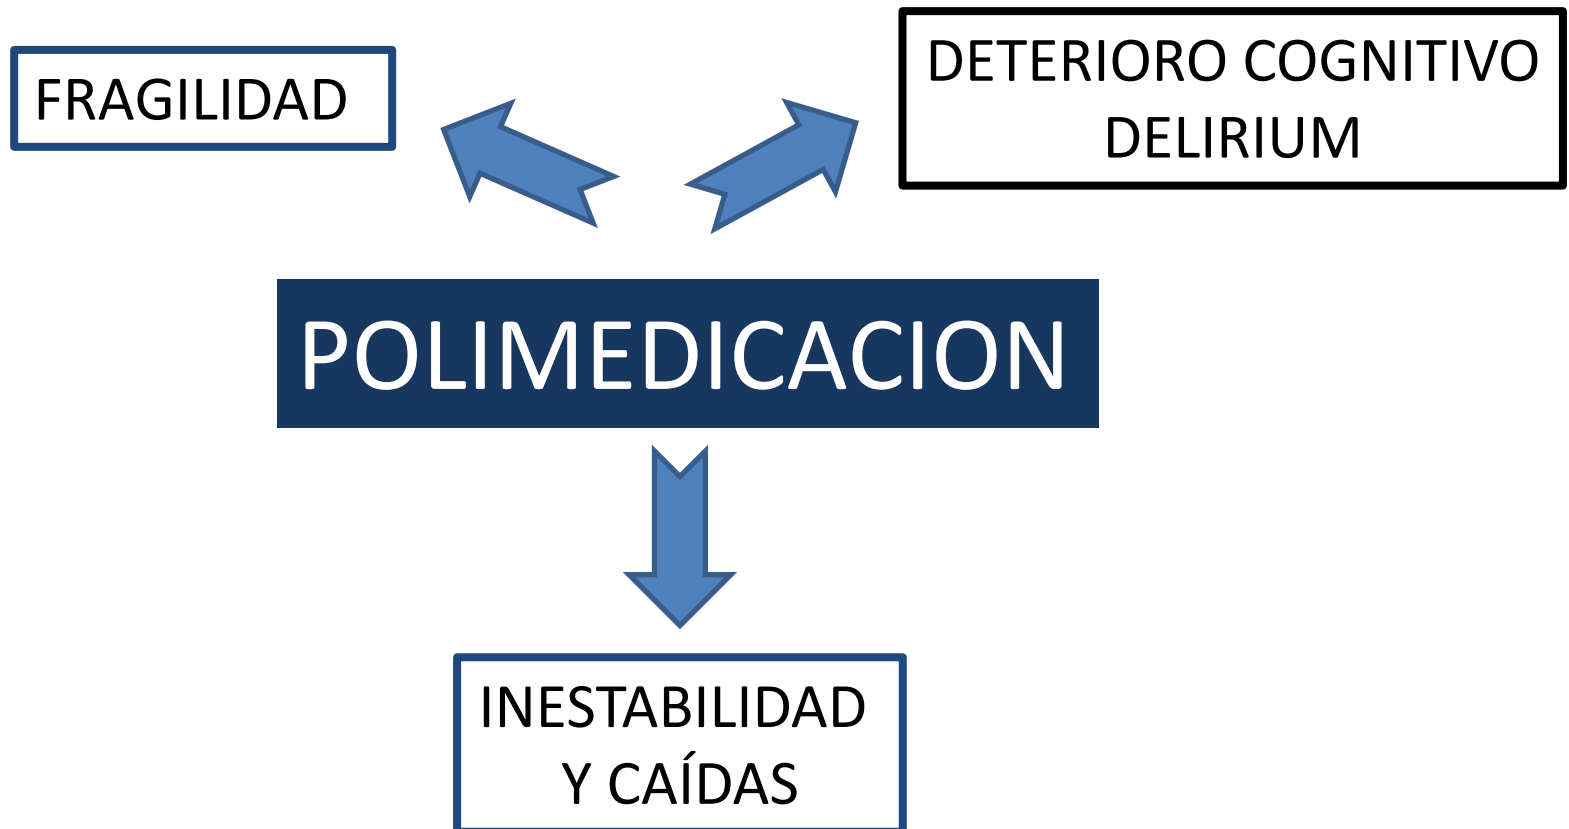 FRAGILIDAD
DETERIORO COGNITIVO
DELIRIUM
POLIMEDICACION
INESTABILIDAD
Y CAÍDAS